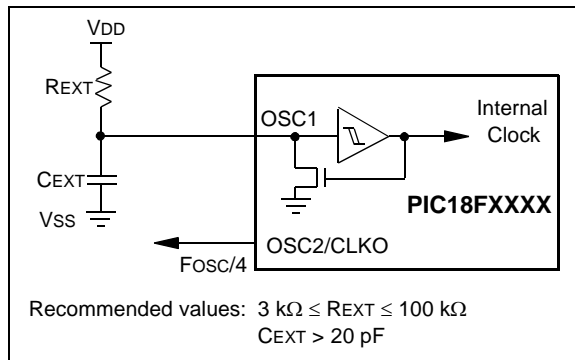 VDD
REXT
OSC1
Internal
Clock
CEXT
PIC18FXXXX
VSS
OSC2/CLKO
FOSC/4
Recommended values: 3 kΩ ≤ REXT ≤ 100 kΩ
CEXT > 20 pF